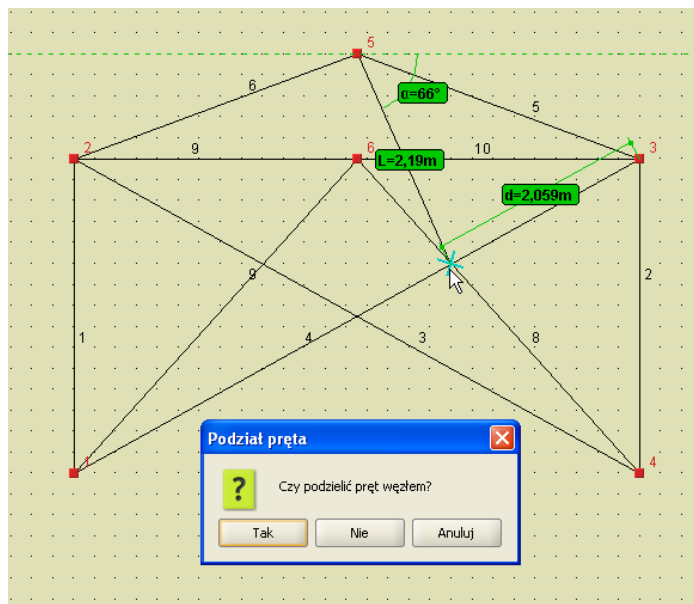 5
6
α=66°
5
2
9
6
L=2,19m
10
3
d=2,059m
9
2
1
4
3
8
1
4
Podział pręta
?
Czy podzielić pręt węzłem?
Tak
Nie
Anuluj